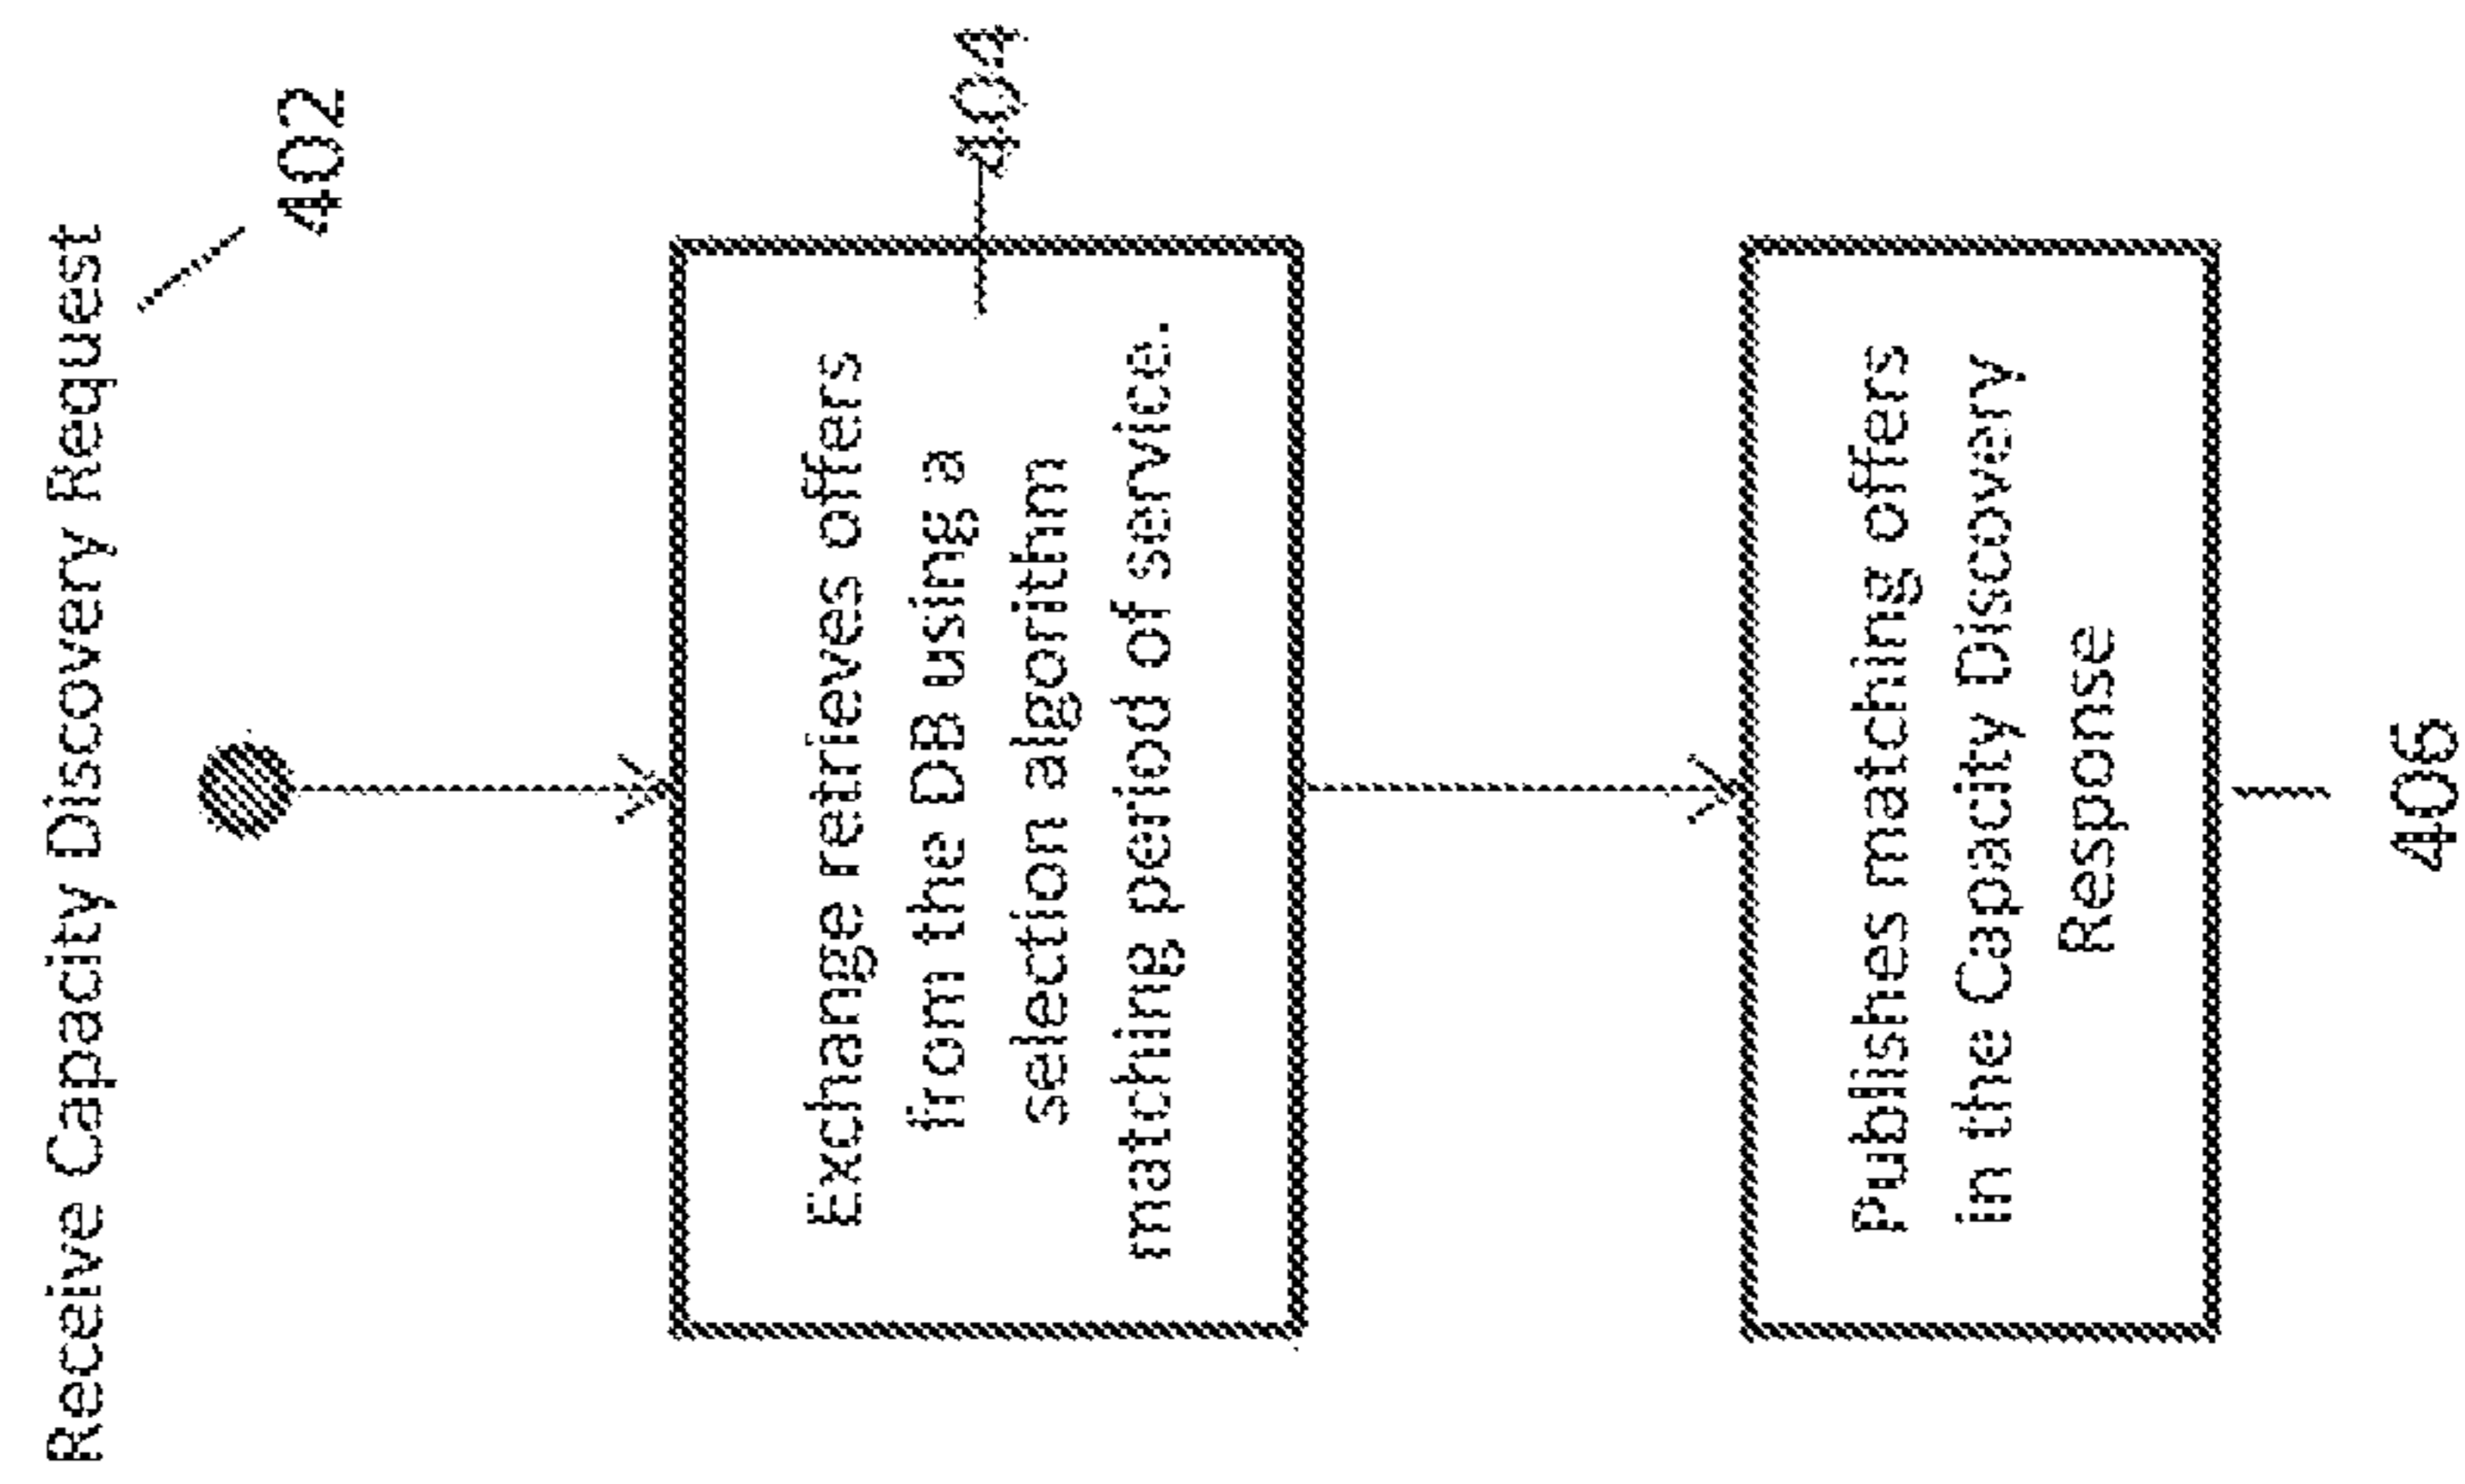 Receive Capacity Discovery Request
402
Exchange retrieves offers
from the DB using a
selection algorithm
matching period of service.
404
Publishes matching offers
in the Capacity Discovery
Response
406